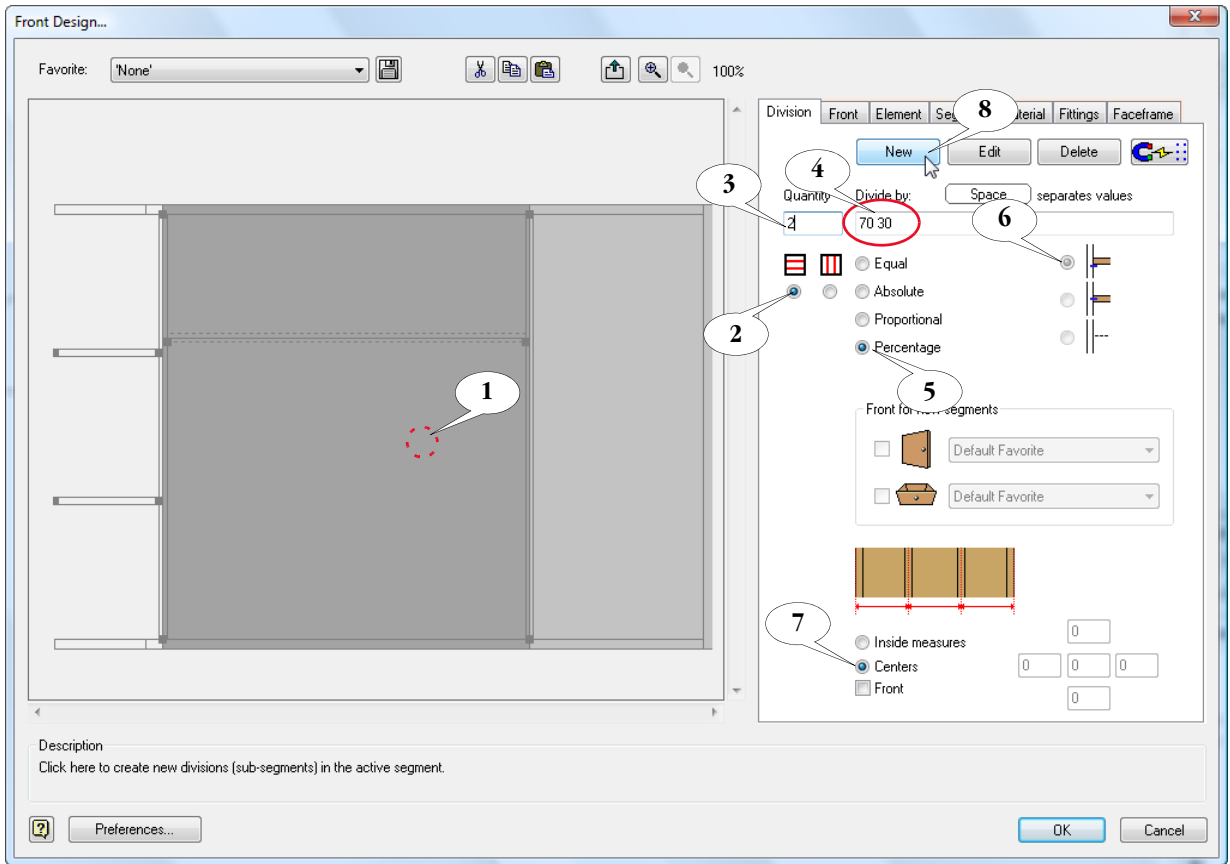 Front Design...
Favorite: 'None' 100%
Division Front Element Seg 8 terial Fittings Faceframe
New Edit Delete
4
3
Quantity Divide by: Space separates values
2 70 30
6
Equal
Absolute
2
Proportional
Percentage
1
5
Front for new segments
Default Favorite
Default Favorite
7
Inside measures 0
Centers 0 0 0
Front 0
Description
Click here to create new divisions (sub-segments) in the active segment.
Preferences... OK Cancel